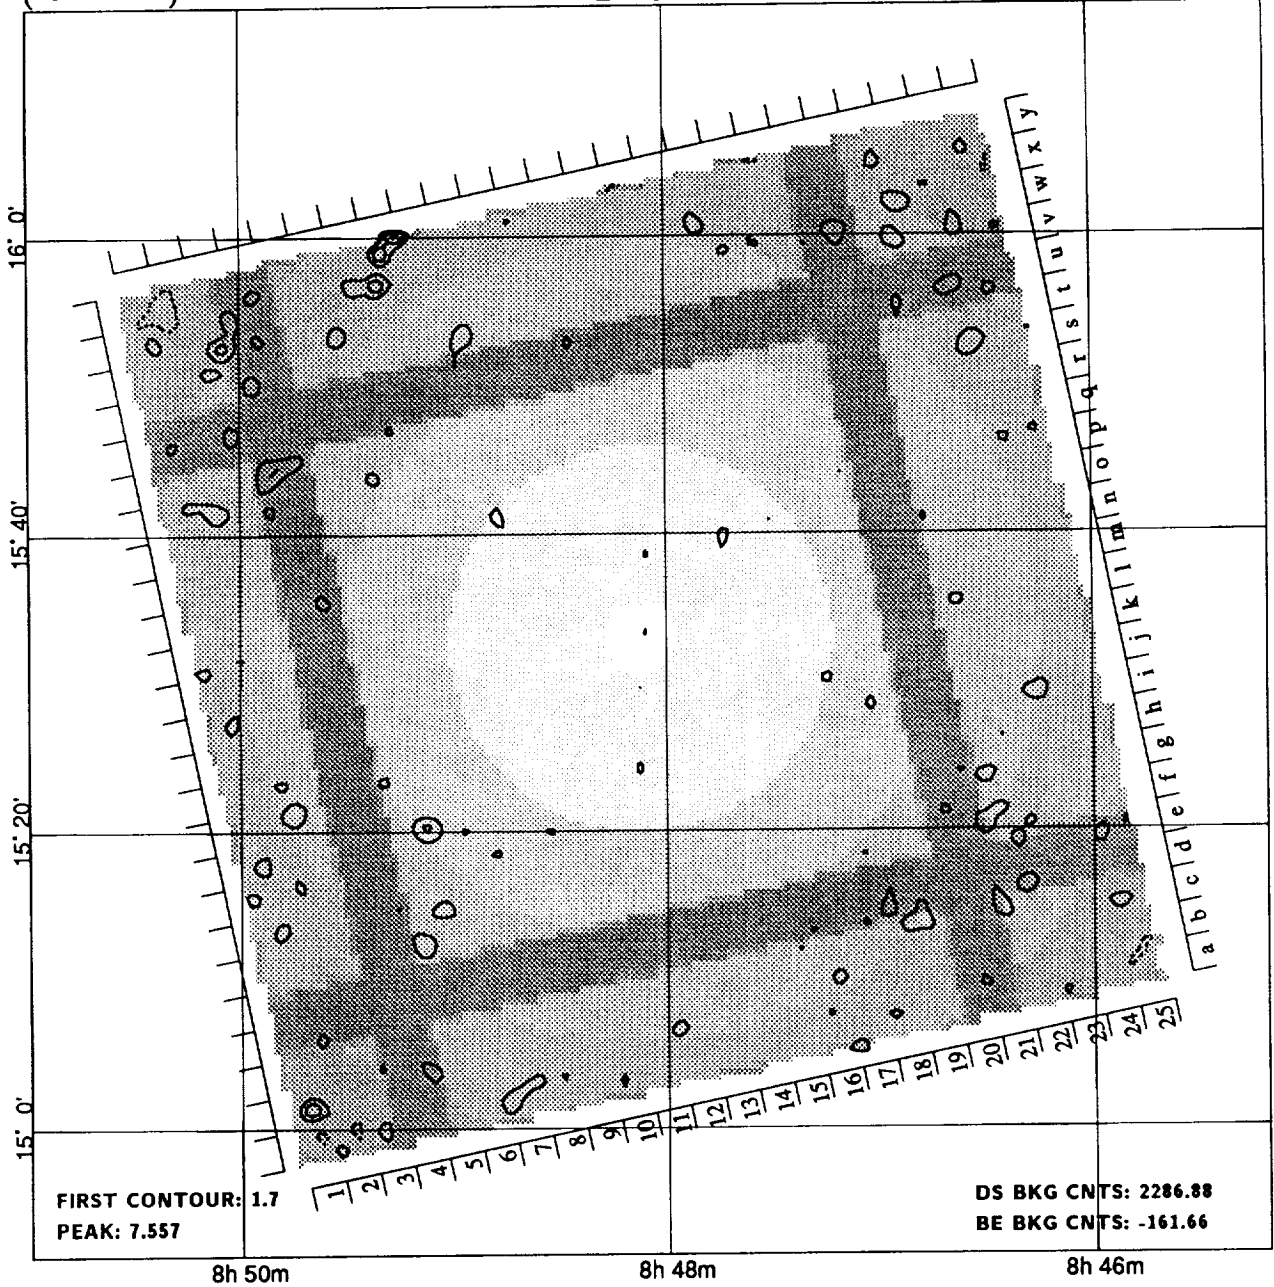 16° 0'
15° 40'
15° 20'
15° 0'
a b c d e f g h i j k l m n o p q r s t u v w x y
1 2 3 4 5 6 7 8 9 10 11 12 13 14 15 16 17 18 19 20 21 22 23 24 25
FIRST CONTOUR: 1.7
PEAK: 7.557
DS BKG CNTS: 2286.88
BE BKG CNTS: -161.66
8h 50m
8h 48m
8h 46m